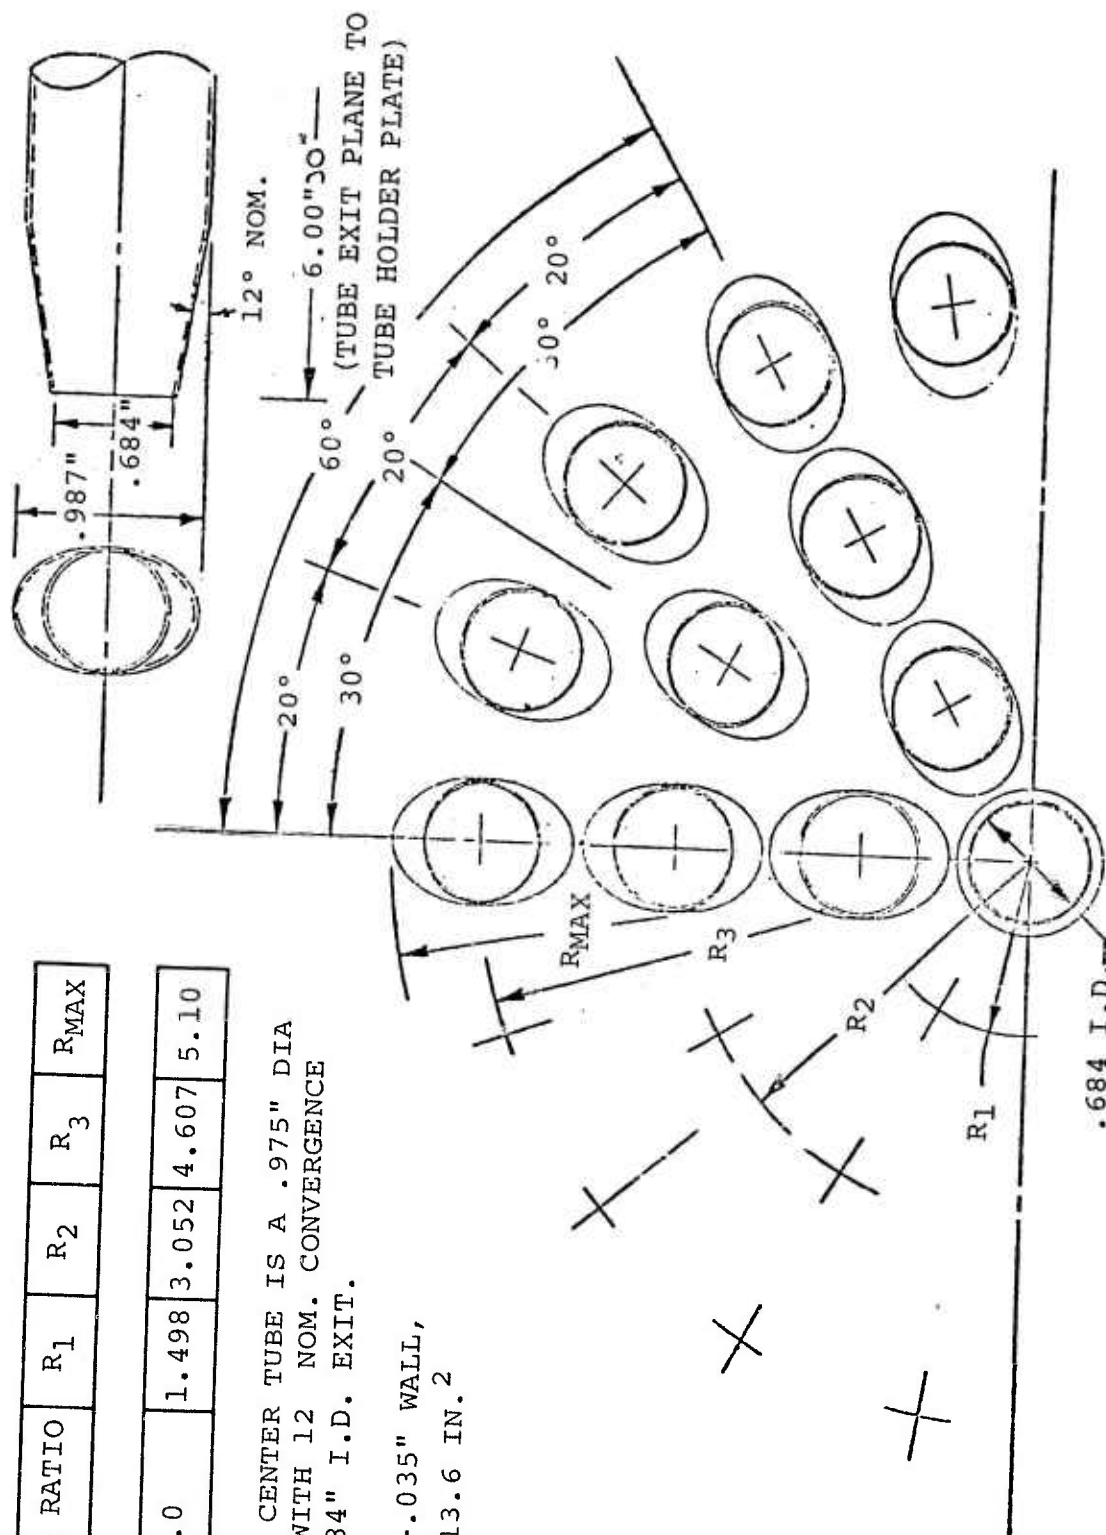 RATIO R1 R2 R3 RMAX
.0 1.498 3.052 4.607 5.10
CENTER TUBE IS A .975" DIA
WITH 12 NOM. CONVERGENCE
84" I.D. EXIT.
.035" WALL,
13.6 IN.2
.987"
.684"
12° NOM.
6.00"
(TUBE EXIT PLANE TO
TUBE HOLDER PLATE)
60°
20°
20°
20°
30°
30°
RMAX
R3
R2
R1
.684 I.D.